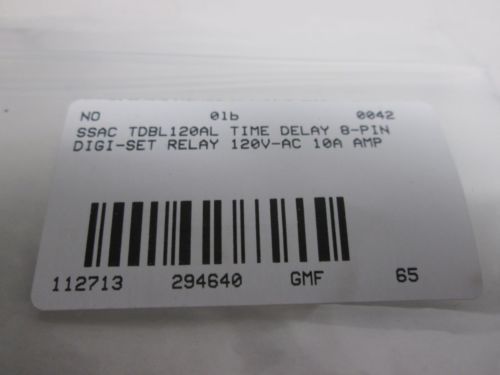 NO 01b 0042
SSAC TDBL120AL TIME DELAY 8-PIN
DIGI-SET RELAY 120V-AC 10A AMP
112713 294640 GMF 65